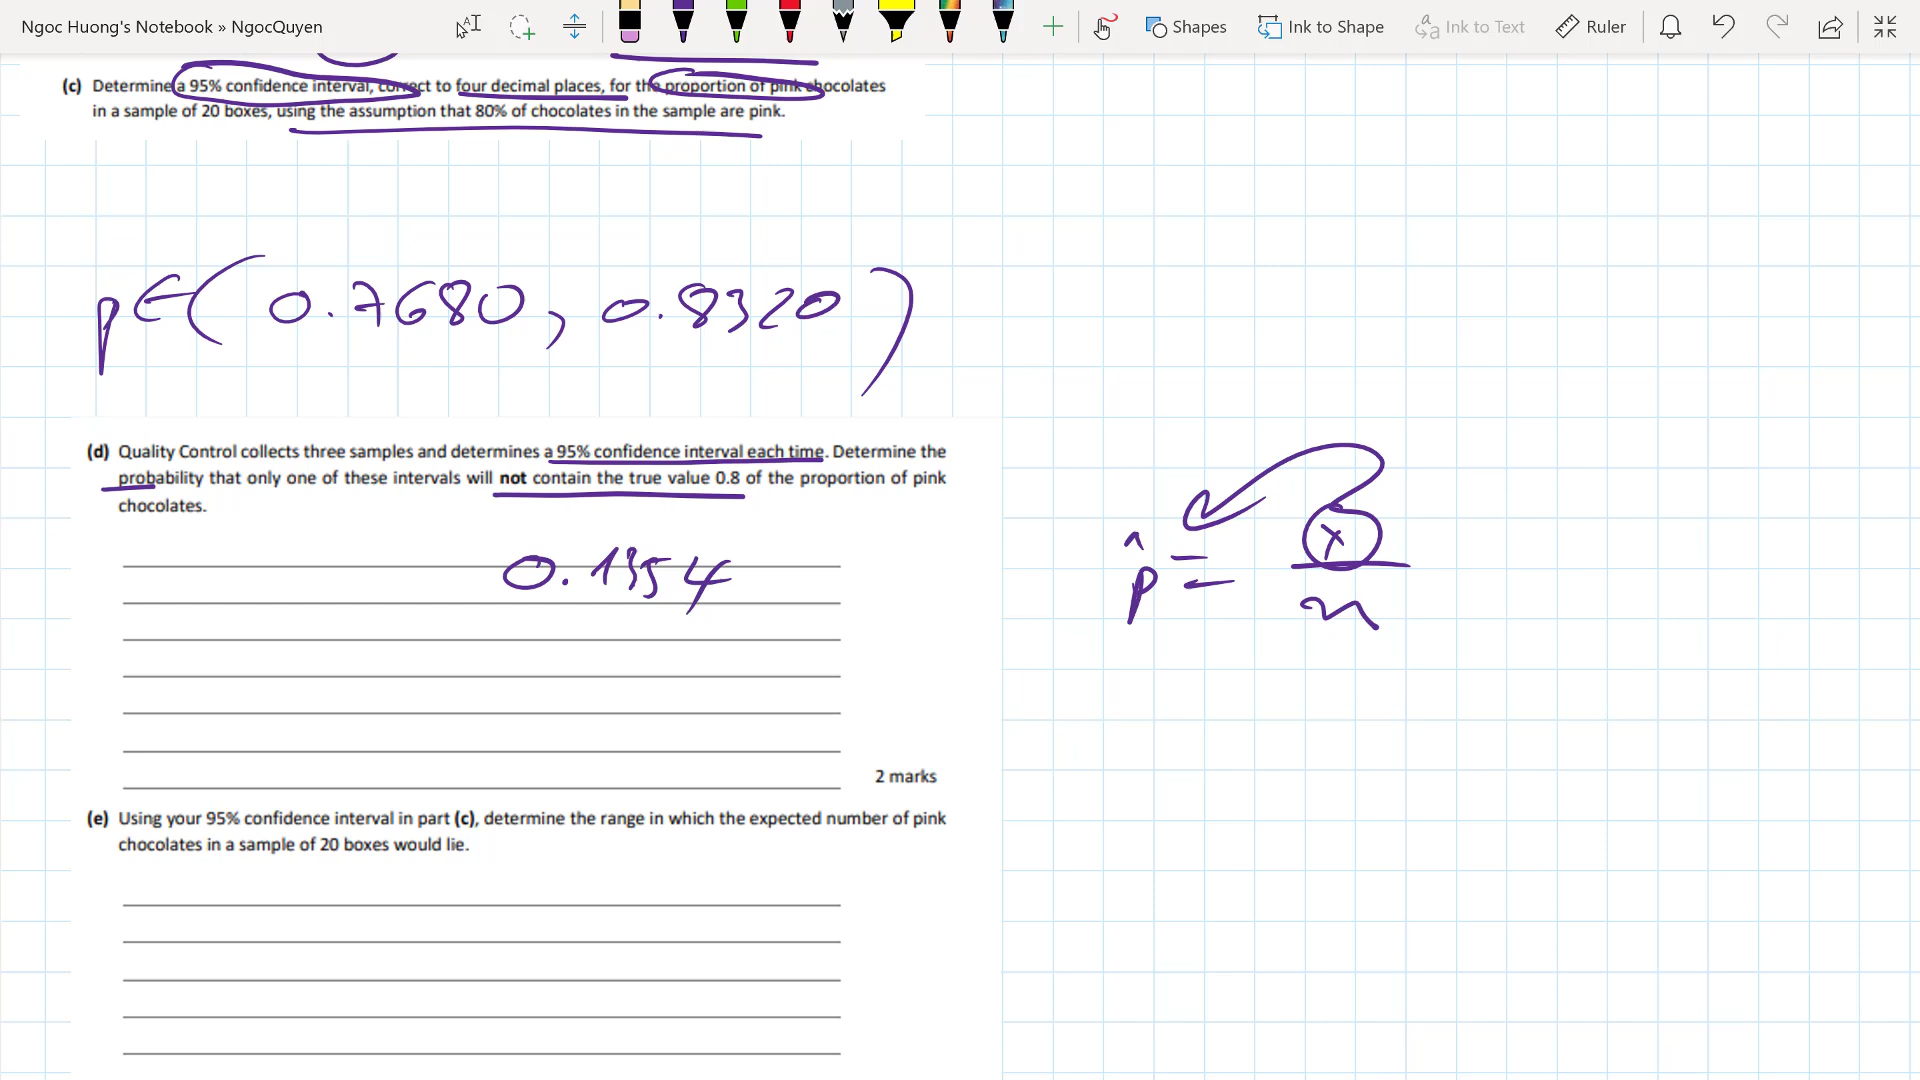 Ngoc Huong's Notebook » NgocQuyen
Shapes
Ink to Shape
Ink to Text
Ruler
(c) Determine a 95% confidence interval, correct to four decimal places, for the proportion of pink chocolates
in a sample of 20 boxes, using the assumption that 80% of chocolates in the sample are pink.
p∈(0.7680, 0.8320)
(d) Quality Control collects three samples and determines a 95% confidence interval each time. Determine the
probability that only one of these intervals will not contain the true value 0.8 of the proportion of pink
chocolates.
0.1354
p̂ = x/n
2 marks
(e) Using your 95% confidence interval in part (c), determine the range in which the expected number of pink
chocolates in a sample of 20 boxes would lie.